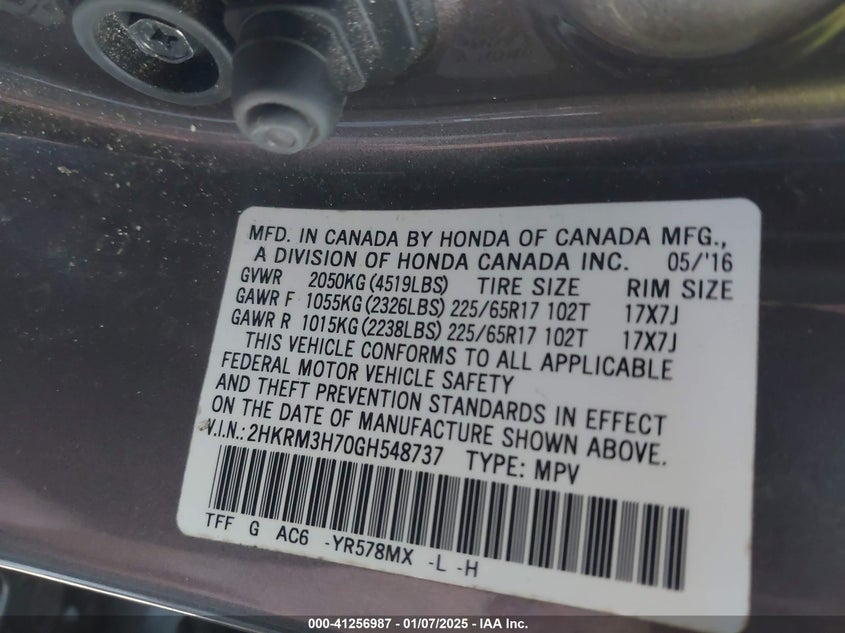 MFD. IN CANADA BY HONDA OF CANADA MFG.,
A DIVISION OF HONDA CANADA INC. 05/'16
GVWR 2050KG (4519LBS) TIRE SIZE RIM SIZE
GAWR F 1055KG (2326LBS) 225/65R17 102T 17X7J
GAWR R 1015KG (2238LBS) 225/65R17 102T 17X7J
THIS VEHICLE CONFORMS TO ALL APPLICABLE
FEDERAL MOTOR VEHICLE SAFETY
AND THEFT PREVENTION STANDARDS IN EFFECT
ON THE DATE OF MANUFACTURE SHOWN ABOVE.
V.I.N.: 2HKRM3H70GH548737 TYPE: MPV
TFF G AC6 -YR578MX -L -H
000-41256987 - 01/07/2025 - IAA Inc.